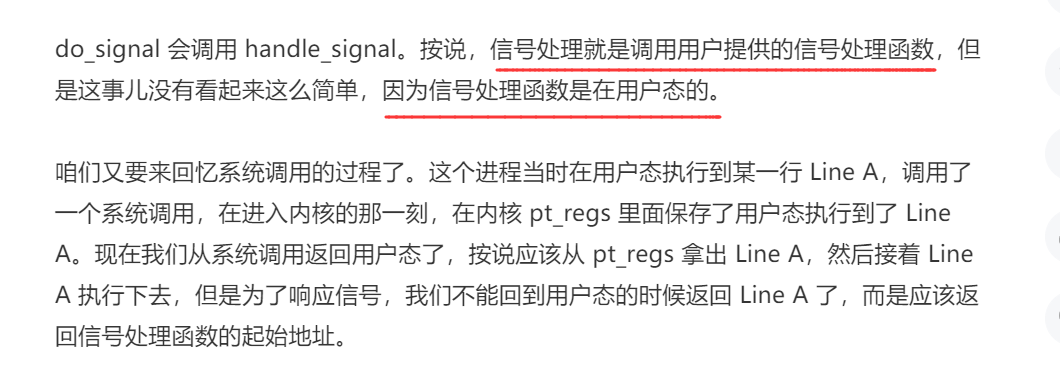 do_signal 会调用 handle_signal。按说，信号处理就是调用用户提供的信号处理函数，但
是这事儿没有看起来这么简单，因为信号处理函数是在用户态的。
咱们又要来回忆系统调用的过程了。这个进程当时在用户态执行到某一行 Line A，调用了
一个系统调用，在进入内核的那一刻，在内核 pt_regs 里面保存了用户态执行到了 Line
A。现在我们从系统调用返回用户态了，按说应该从 pt_regs 拿出 Line A，然后接着 Line
A 执行下去，但是为了响应信号，我们不能回到用户态的时候返回 Line A 了，而是应该返
回信号处理函数的起始地址。